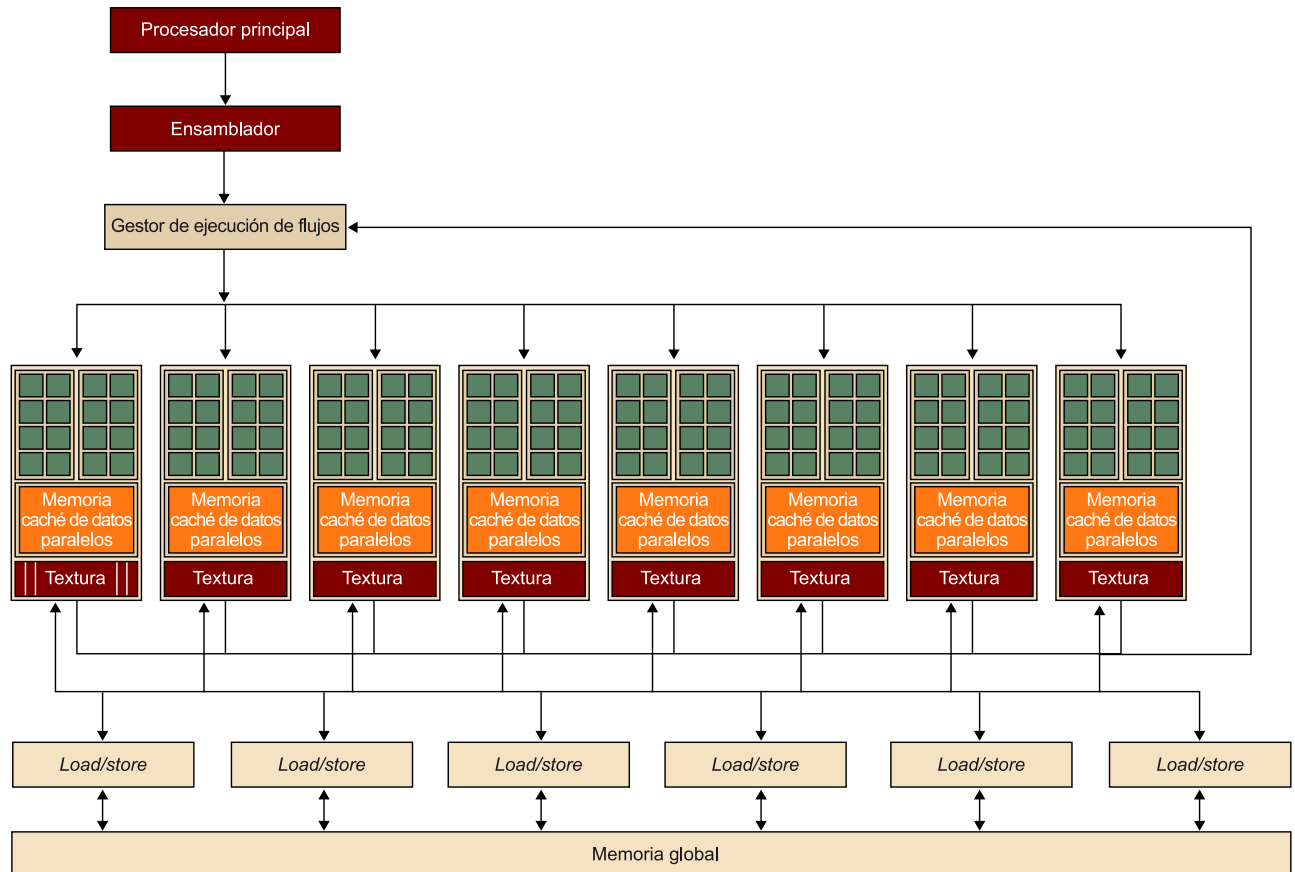 Procesador principal
Ensamblador
Gestor de ejecución de flujos
Memoria
caché de datos
paralelos
Textura
Memoria
caché de datos
paralelos
Textura
Memoria
caché de datos
paralelos
Textura
Memoria
caché de datos
paralelos
Textura
Memoria
caché de datos
paralelos
Textura
Memoria
caché de datos
paralelos
Textura
Memoria
caché de datos
paralelos
Textura
Memoria
caché de datos
paralelos
Textura
Load/store
Load/store
Load/store
Load/store
Load/store
Load/store
Memoria global